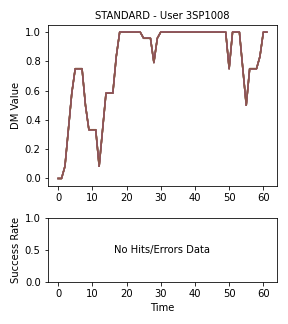 STANDARD - User 3SP1008
1.0
0.8
0.6
0.4
0.2
0.0
DM Value
0 10 20 30 40 50 60
1.0
0.5
0.0
Success Rate
No Hits/Errors Data
0 10 20 30 40 50 60
Time